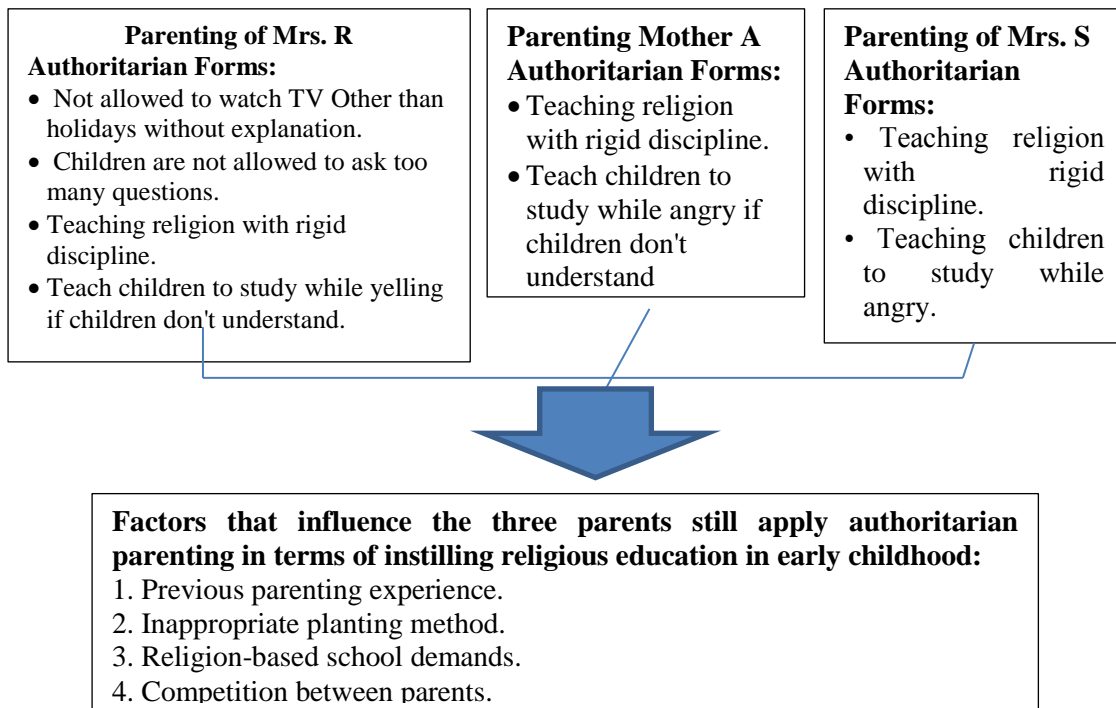 Parenting of Mrs. R
Authoritarian Forms:
• Not allowed to watch TV Other than
holidays without explanation.
• Children are not allowed to ask too
many questions.
• Teaching religion with rigid
discipline.
• Teach children to study while yelling
if children don't understand.
Parenting Mother A
Authoritarian Forms:
• Teaching religion
with rigid discipline.
• Teach children to
study while angry if
children don't
understand
Parenting of Mrs. S
Authoritarian
Forms:
• Teaching religion
with rigid
discipline.
• Teaching children
to study while
angry.
Factors that influence the three parents still apply authoritarian
parenting in terms of instilling religious education in early childhood:
1. Previous parenting experience.
2. Inappropriate planting method.
3. Religion-based school demands.
4. Competition between parents.